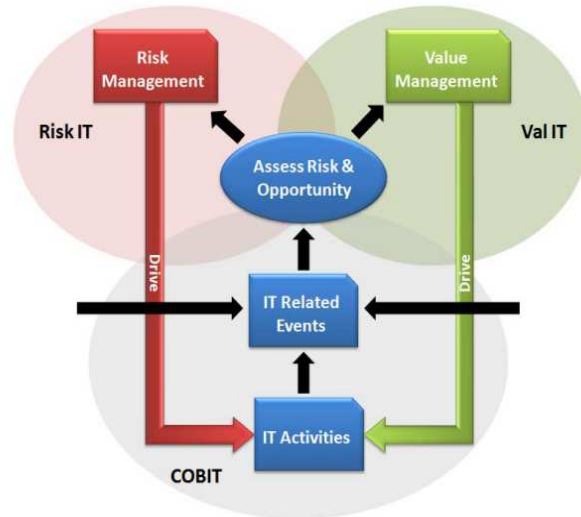 Risk
Management
Value
Management
Risk IT
Val IT
Assess Risk &
Opportunity
Drive
Drive
IT Related
Events
IT Activities
COBIT